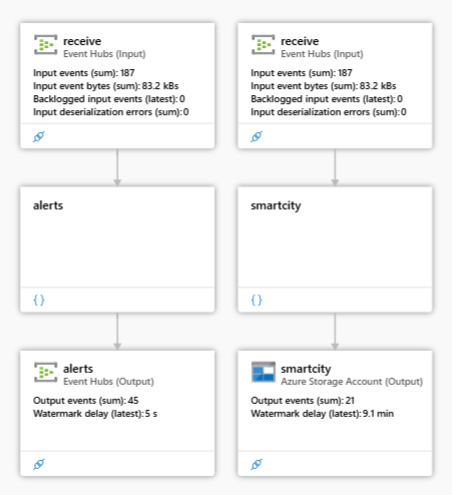 receive
Event Hubs (Input)
Input events (sum): 187
Input event bytes (sum): 83.2 kBs
Backlogged input events (latest): 0
Input deserialization errors (sum): 0
receive
Event Hubs (Input)
Input events (sum): 187
Input event bytes (sum): 83.2 kBs
Backlogged input events (latest): 0
Input deserialization errors (sum): 0
alerts
{}
smartcity
{}
alerts
Event Hubs (Output)
Output events (sum): 45
Watermark delay (latest): 5 s
smartcity
Azure Storage Account (Output)
Output events (sum): 21
Watermark delay (latest): 9.1 min